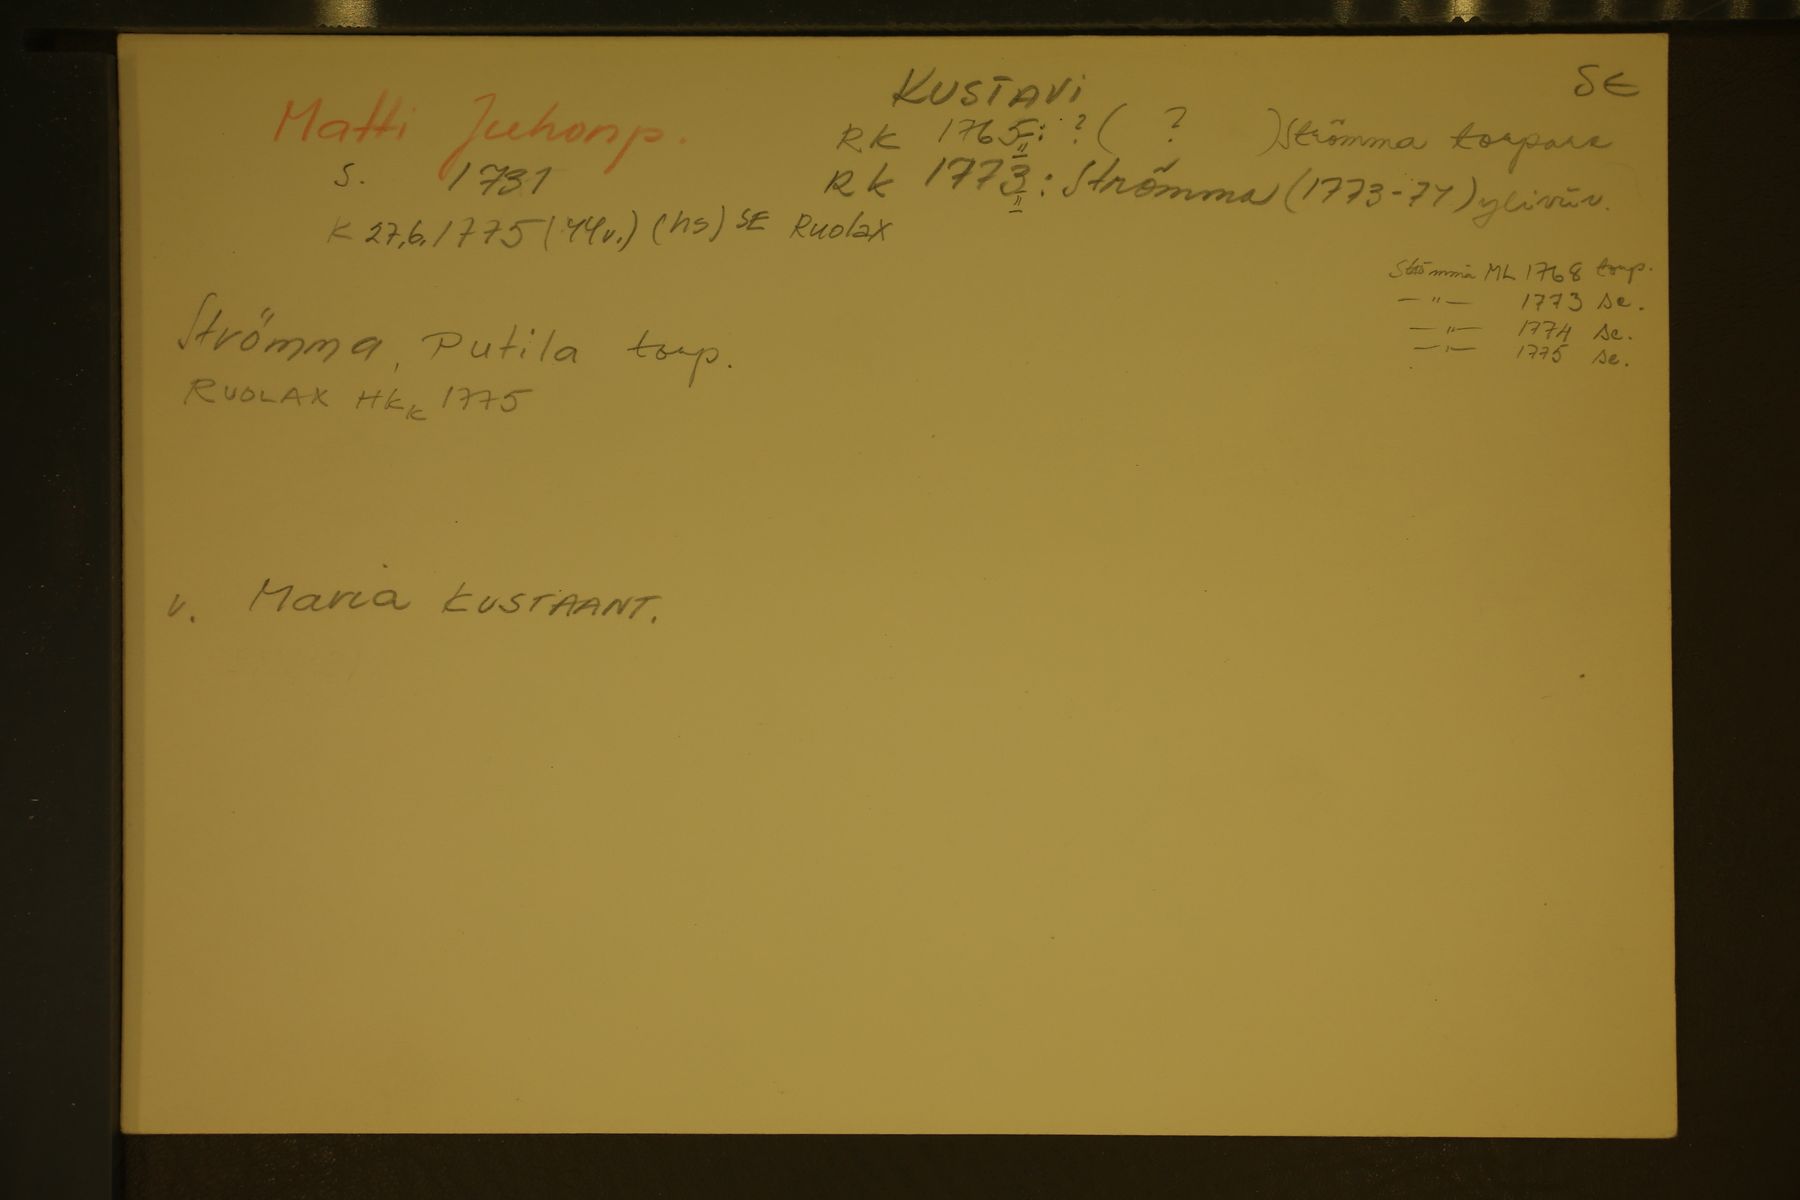 KUSTAVI
SE
Matti Juhonp.
RK 1765: ? ( ? ) Strömma torpare
s. 1731
RK 1773: Strömma (1773-74) yliviiv.
K 27.6.1775 (44v.) (hs) SE Ruolax
Strömma ML 1768 torp.
— " — 1773 se.
— " — 1774 se.
— " — 1775 se.
Strömma, Putila torp.
RUOLAX HKK 1775
v. Maria KUSTAANT.